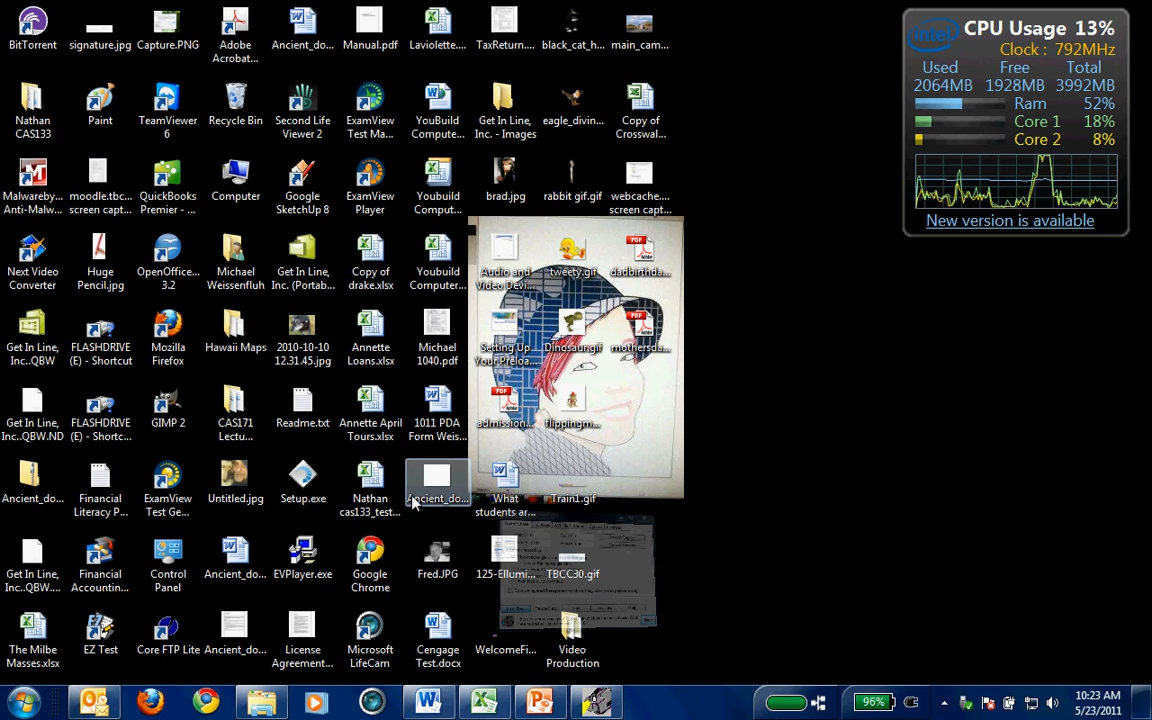 BitTorrent
signature.jpg
Capture.PNG
Adobe
Acrobat...
Ancient_do...
Manual.pdf
Laviolette....
TaxReturn....
black_cat_h...
main_cam...
Nathan
CAS133
Paint
TeamViewer
6
Recycle Bin
Second Life
Viewer 2
ExamView
Test Ma...
YouBuild
Compute...
Get In Line,
Inc. - Images
eagle_divin...
Copy of
Crosswal...
Malwareby...
Anti-Malw...
moodle.tbc...
screen capt...
QuickBooks
Premier - ...
Computer
Google
SketchUp 8
ExamView
Player
Youbuild
Comput...
brad.jpg
rabbit gif.gif
webcache....
screen capt...
Next Video
Converter
Huge
Pencil.jpg
OpenOffice...
3.2
Michael
Weissenfluh
Get In Line,
Inc. (Portab...
Copy of
drake.xlsx
Youbuild
Computer...
Audio and
Video Devi...
tweety.gif
dadbirthda...
Get In Line,
Inc..QBW
FLASHDRIVE
(E) - Shortcut
Mozilla
Firefox
Hawaii Maps
2010-10-10
12.31.45.jpg
Annette
Loans.xlsx
Michael
1040.pdf
Setting Up
Your Preloa...
Dinosaur.gif
mothersda...
Get In Line,
Inc..QBW.ND
FLASHDRIVE
(E) - Shortc...
GIMP 2
CAS171
Lectu...
Readme.txt
Annette April
Tours.xlsx
1011 PDA
Form Weis...
admission...
flippingm...
Ancient_do...
Financial
Literacy P...
ExamView
Test Ge...
Untitled.jpg
Setup.exe
Nathan
cas133_test...
Ancient_do...
What
students ar...
Train1.gif
Get In Line,
Inc..QBW....
Financial
Accountin...
Control
Panel
Ancient_do...
EVPlayer.exe
Google
Chrome
Fred.JPG
125-Ellumi...
TBCC30.gif
The Milbe
Masses.xlsx
EZ Test
Core FTP Lite
Ancient_do...
License
Agreement...
Microsoft
LifeCam
Cengage
Test.docx
WelcomeFi...
Video
Production
intel
CPU Usage 13%
Clock : 792MHz
Used Free Total
2064MB 1928MB 3992MB
Ram 52%
Core 1 18%
Core 2 8%
New version is available
96%
10:23 AM
5/23/2011